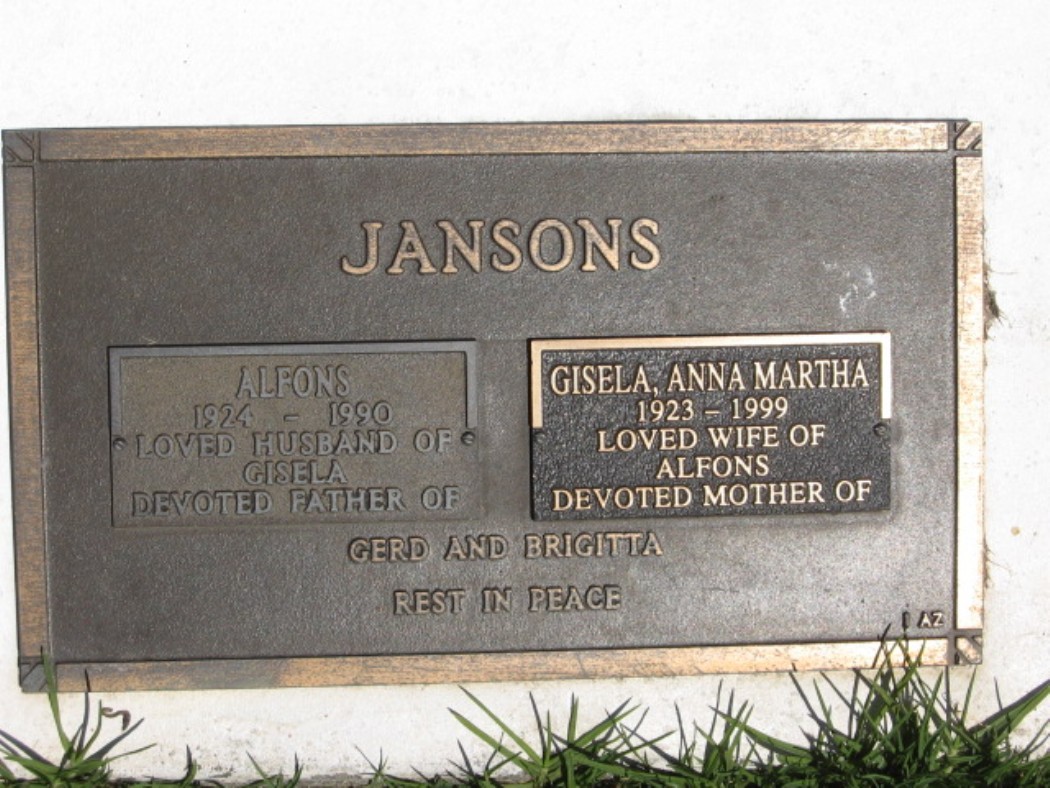 JANSONS
ALFONS
1924 - 1990
LOVED HUSBAND OF
GISELA
DEVOTED FATHER OF
GISELA, ANNA MARTHA
1923 – 1999
LOVED WIFE OF
ALFONS
DEVOTED MOTHER OF
GERD AND BRIGITTA
REST IN PEACE
1 AZ